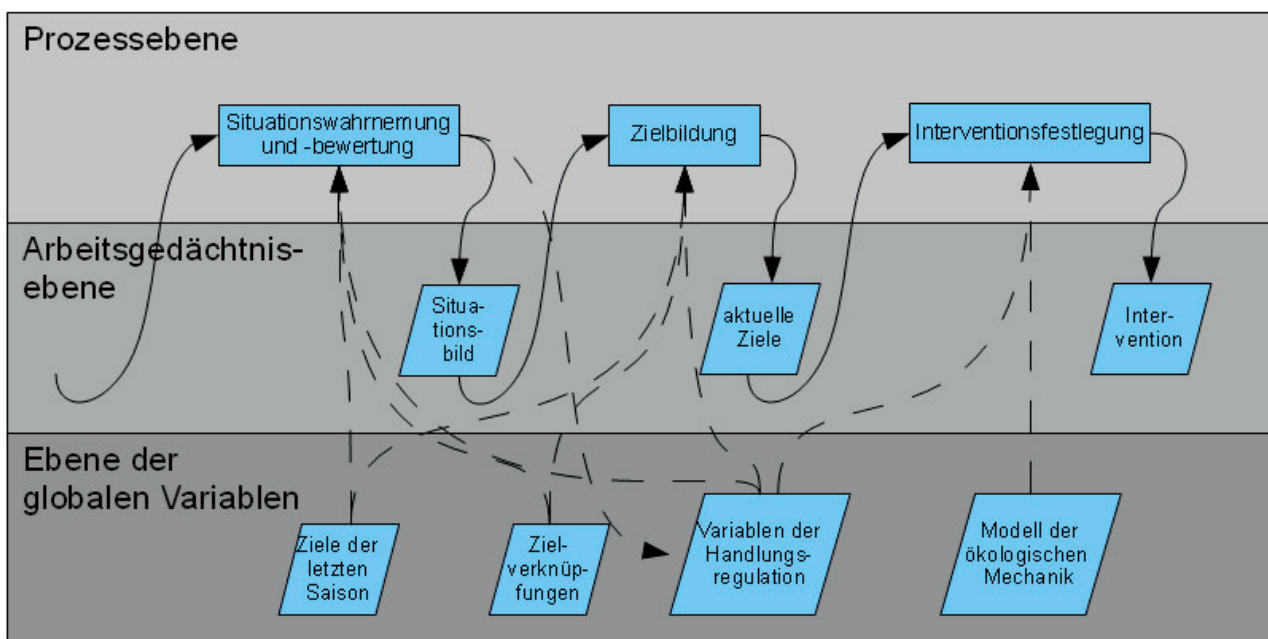 Prozessebene
Situationswahrnemung
und -bewertung
Zielbildung
Interventionsfestlegung
Arbeitsgedächtnis-
ebene
Situa-
tions-
bild
aktuelle
Ziele
Inter-
vention
Ebene der
globalen Variablen
Ziele der
letzten
Saison
Ziel-
verknüp-
fungen
Variablen der
Handlungs-
regulation
Modell der
ökologischen
Mechanik